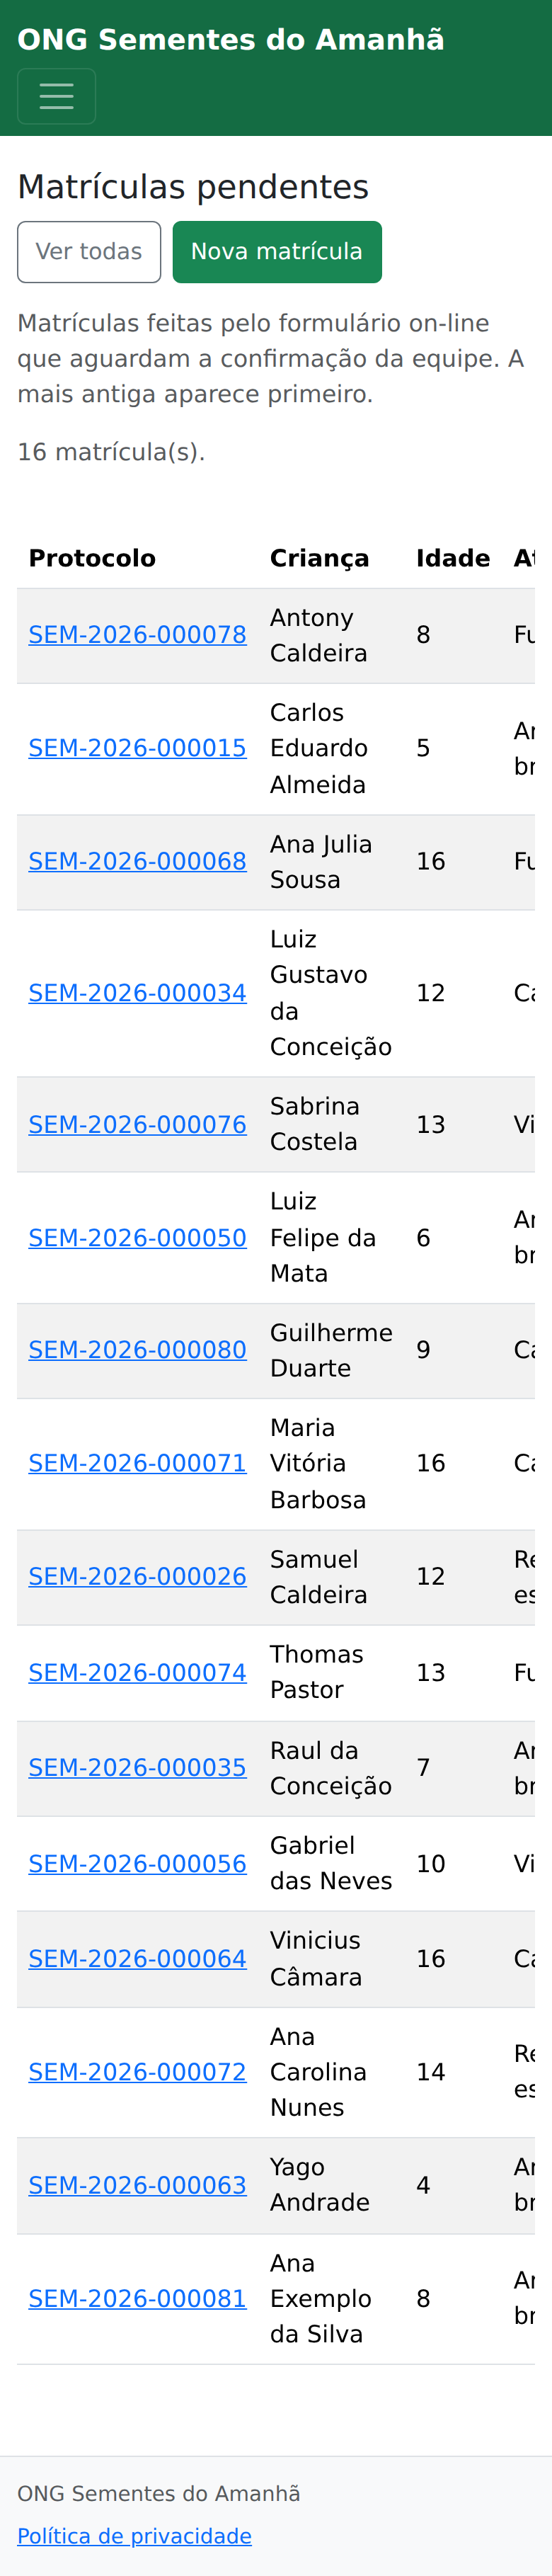 ONG Sementes do Amanhã
Matrículas pendentes
Ver todas
Nova matrícula
Matrículas feitas pelo formulário on-line
que aguardam a confirmação da equipe. A
mais antiga aparece primeiro.
16 matrícula(s).
Protocolo Criança Idade
SEM-2026-000078 Antony Caldeira 8
SEM-2026-000015 Carlos Eduardo Almeida 5
SEM-2026-000068 Ana Julia Sousa 16
SEM-2026-000034 Luiz Gustavo da Conceição 12
SEM-2026-000076 Sabrina Costela 13
SEM-2026-000050 Luiz Felipe da Mata 6
SEM-2026-000080 Guilherme Duarte 9
SEM-2026-000071 Maria Vitória Barbosa 16
SEM-2026-000026 Samuel Caldeira 12
SEM-2026-000074 Thomas Pastor 13
SEM-2026-000035 Raul da Conceição 7
SEM-2026-000056 Gabriel das Neves 10
SEM-2026-000064 Vinicius Câmara 16
SEM-2026-000072 Ana Carolina Nunes 14
SEM-2026-000063 Yago Andrade 4
SEM-2026-000081 Ana Exemplo da Silva 8
ONG Sementes do Amanhã
Política de privacidade